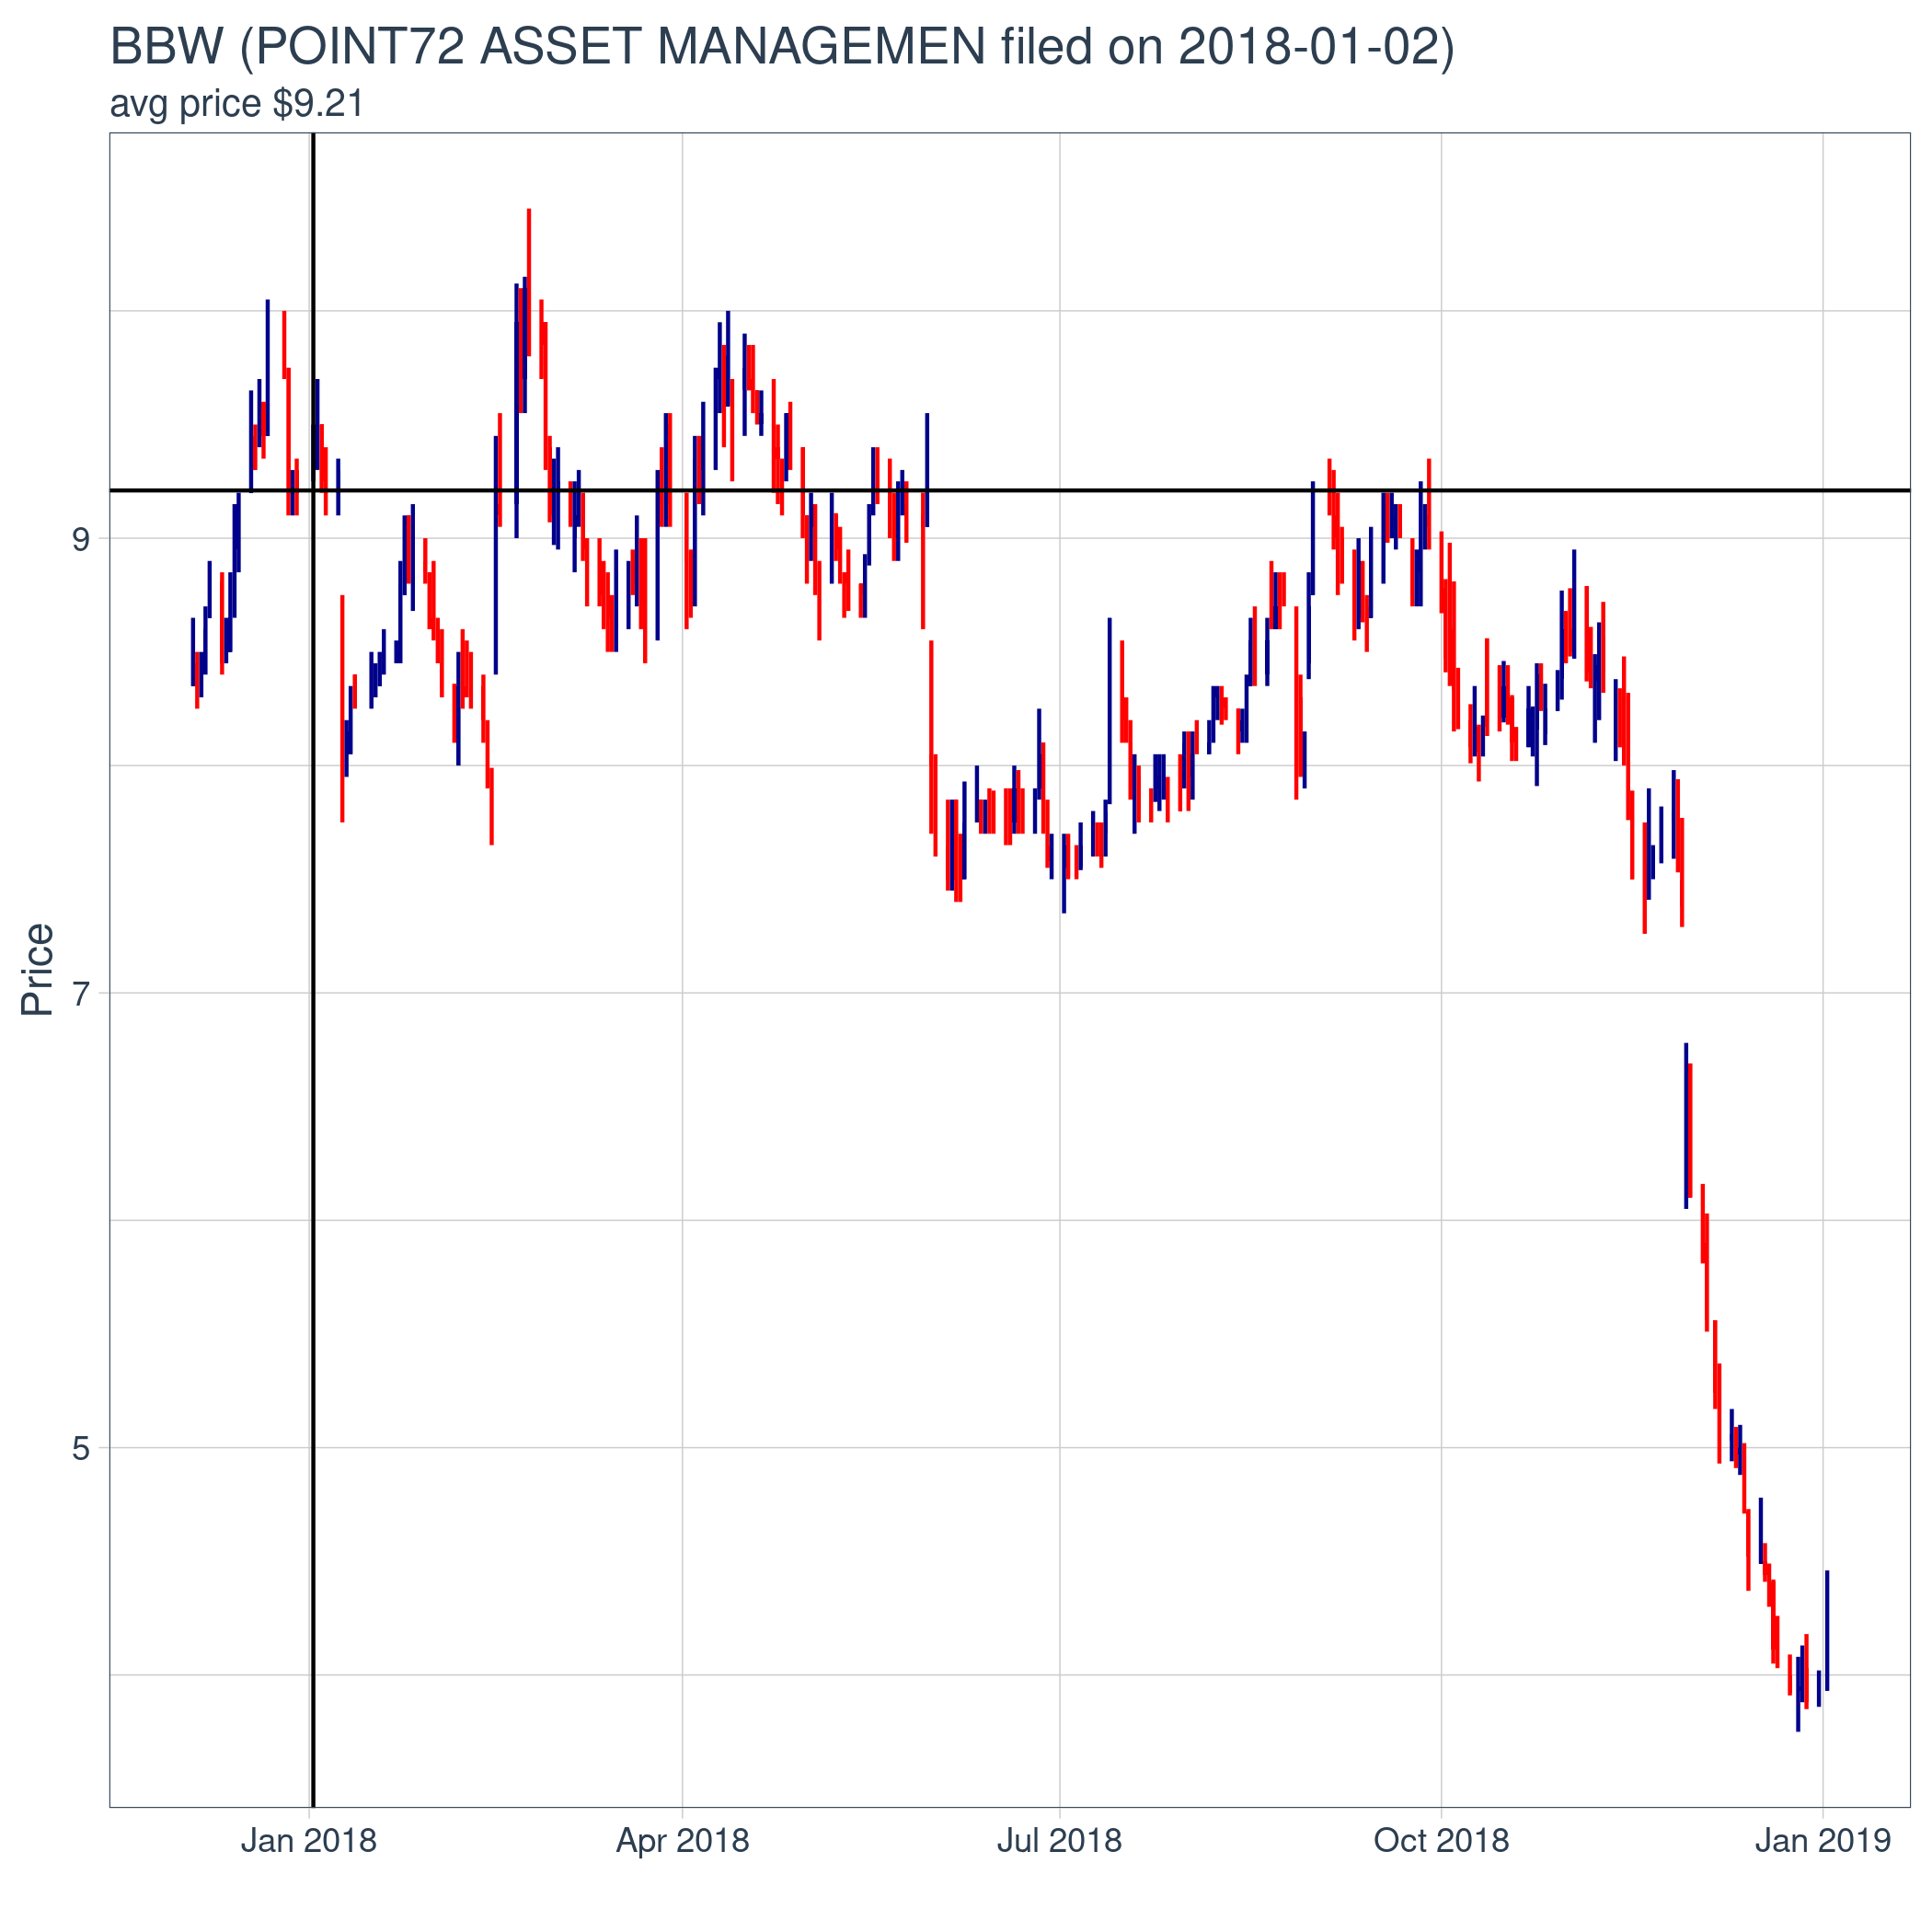 BBW (POINT72 ASSET MANAGEMEN filed on 2018-01-02)
avg price $9.21
9
7
5
Price
Jan 2018
Apr 2018
Jul 2018
Oct 2018
Jan 2019